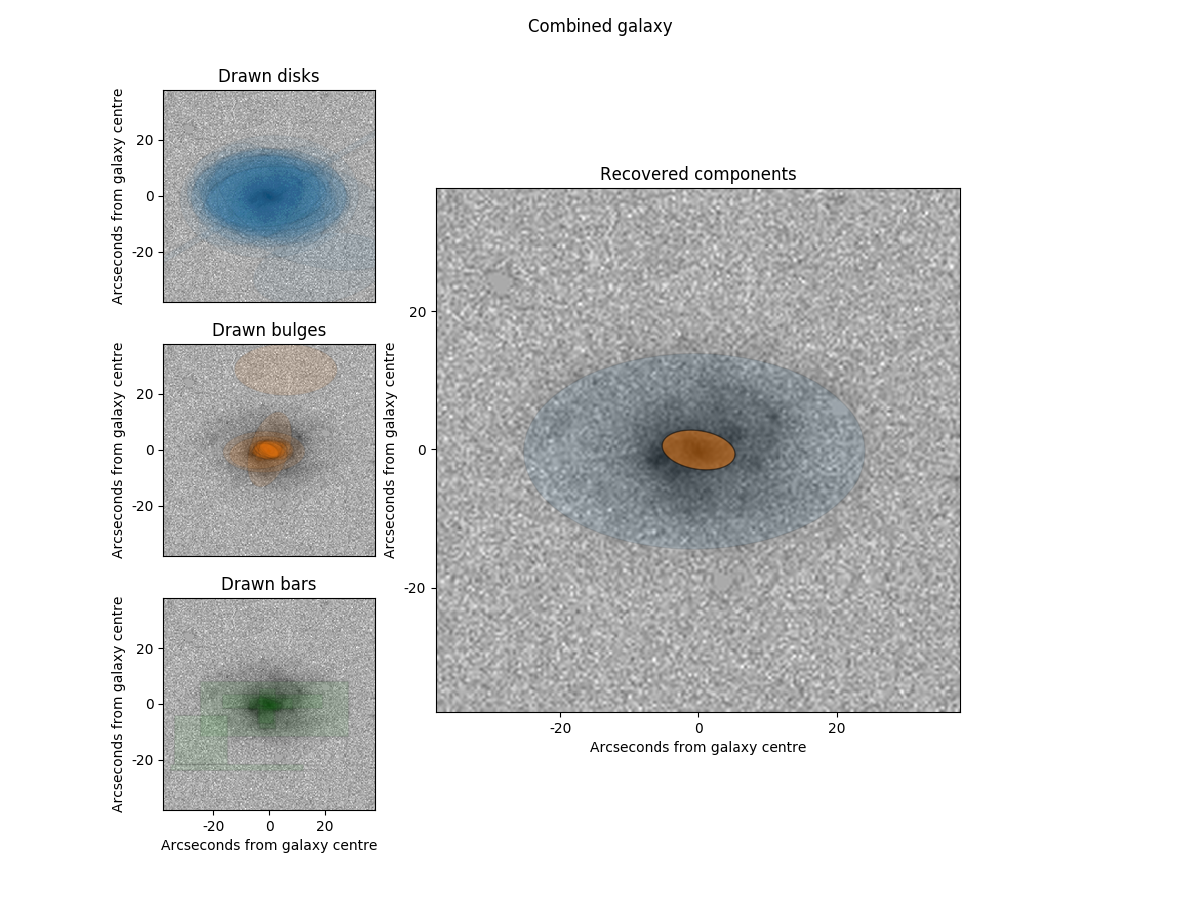 Combined galaxy
Drawn disks
Arcseconds from galaxy centre
20
0
-20
Drawn bulges
Arcseconds from galaxy centre
20
0
-20
Drawn bars
Arcseconds from galaxy centre
20
0
-20
-20 0 20
Arcseconds from galaxy centre
Recovered components
Arcseconds from galaxy centre
20
0
-20
-20 0 20
Arcseconds from galaxy centre